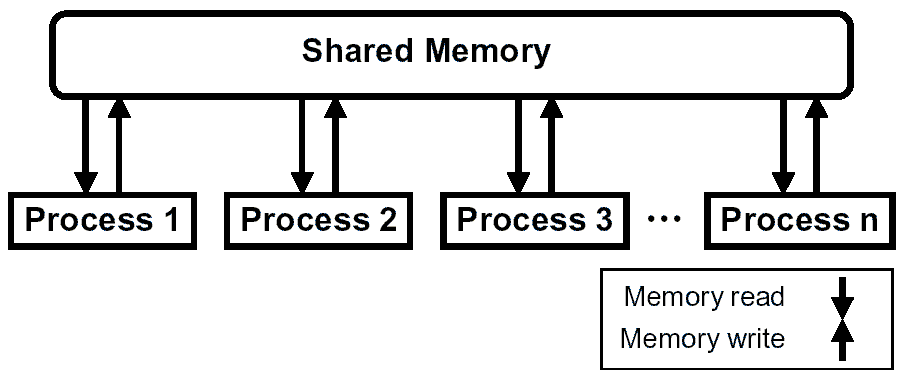 Shared Memory
Process 1 Process 2 Process 3 ... Process n
Memory read
Memory write